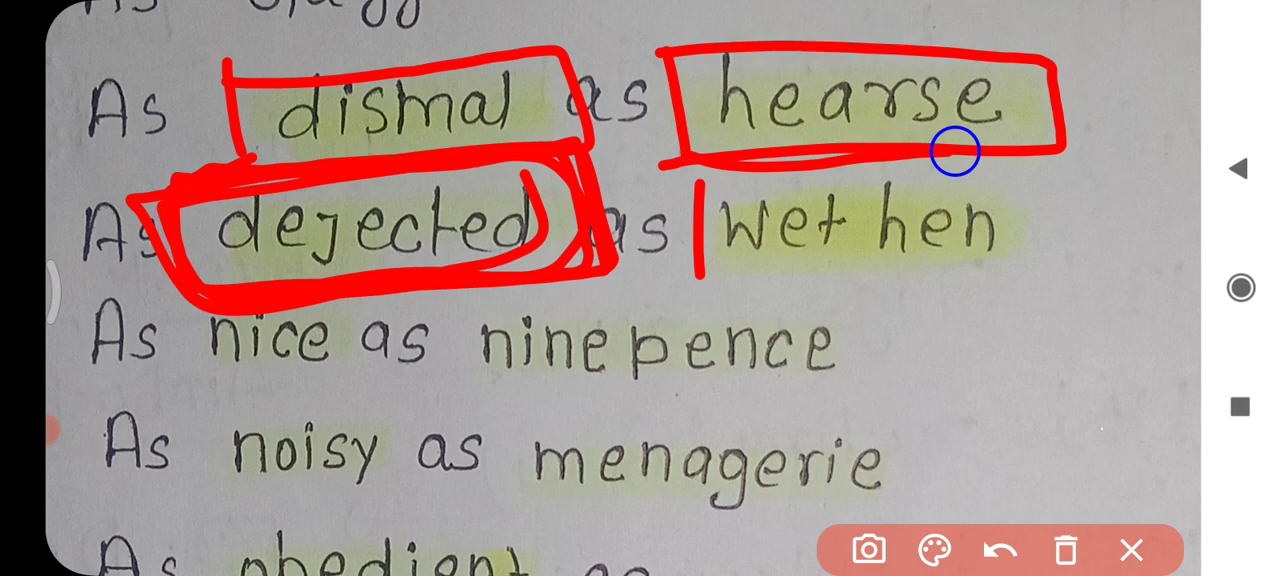 As dismal as hearse
As dejected as wet hen
As nice as ninepence
As noisy as menagerie
As obedient as